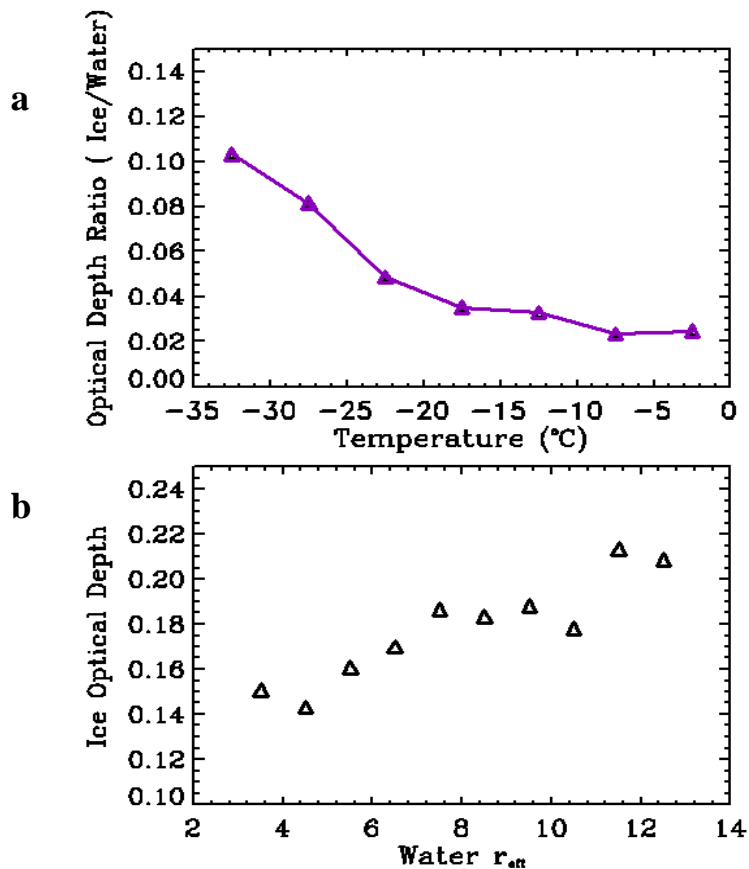 a
Optical Depth Ratio ( Ice/Water)
0.14
0.12
0.10
0.08
0.06
0.04
0.02
0.00
−35 −30 −25 −20 −15 −10 −5 0
Temperature (°C)
b
Ice Optical Depth
0.24
0.22
0.20
0.18
0.16
0.14
0.12
0.10
2 4 6 8 10 12 14
Water r_eff